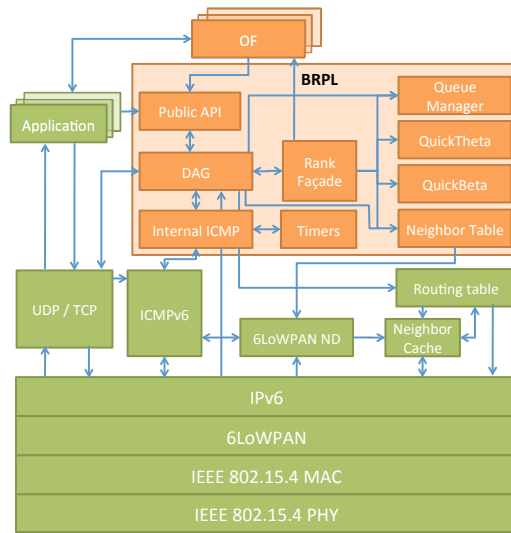 OF
BRPL
Queue
Manager
Public API
Application
QuickTheta
DAG
Rank
Façade
QuickBeta
Internal ICMP
Timers
Neighbor Table
UDP / TCP
ICMPv6
Routing table
6LoWPAN ND
Neighbor
Cache
IPv6
6LoWPAN
IEEE 802.15.4 MAC
IEEE 802.15.4 PHY